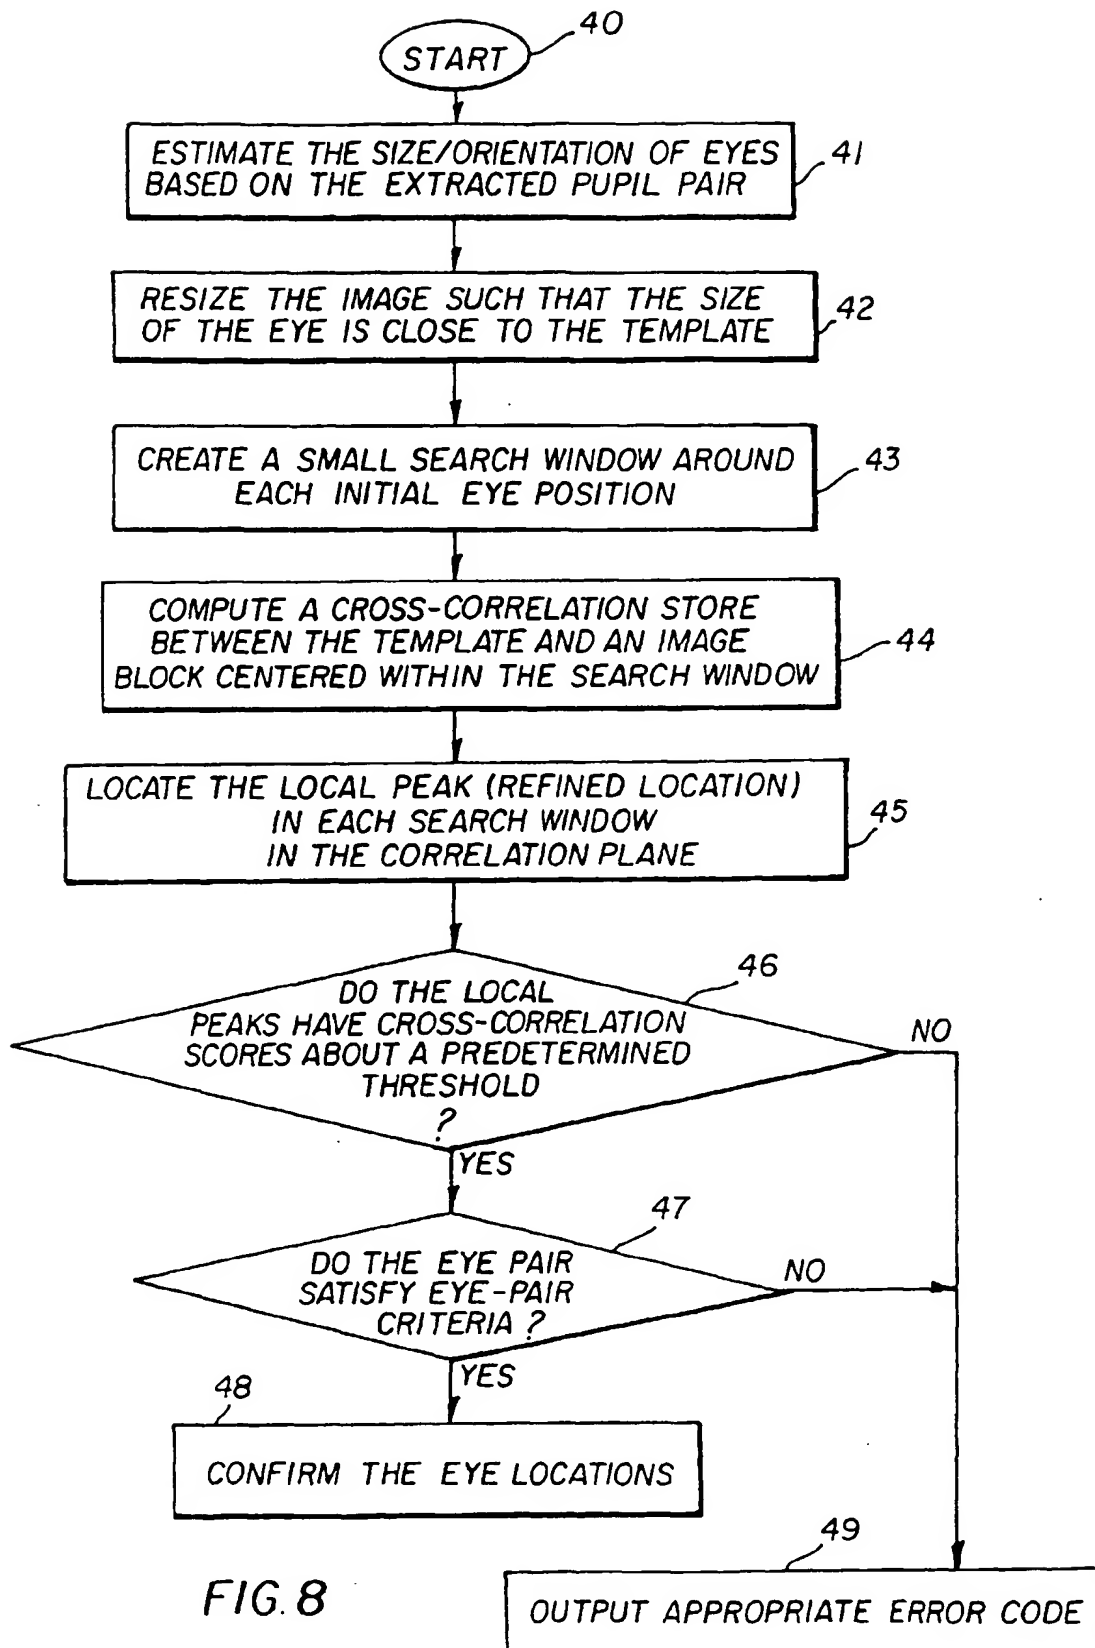 40
START
ESTIMATE THE SIZE/ORIENTATION OF EYES
BASED ON THE EXTRACTED PUPIL PAIR
41
RESIZE THE IMAGE SUCH THAT THE SIZE
OF THE EYE IS CLOSE TO THE TEMPLATE
42
CREATE A SMALL SEARCH WINDOW AROUND
EACH INITIAL EYE POSITION
43
COMPUTE A CROSS-CORRELATION STORE
BETWEEN THE TEMPLATE AND AN IMAGE
BLOCK CENTERED WITHIN THE SEARCH WINDOW
44
LOCATE THE LOCAL PEAK (REFINED LOCATION)
IN EACH SEARCH WINDOW
IN THE CORRELATION PLANE
45
46
DO THE LOCAL
PEAKS HAVE CROSS-CORRELATION
SCORES ABOUT A PREDETERMINED
THRESHOLD
?
NO
YES
47
DO THE EYE PAIR
SATISFY EYE-PAIR
CRITERIA ?
NO
YES
48
CONFIRM THE EYE LOCATIONS
49
OUTPUT APPROPRIATE ERROR CODE
FIG. 8